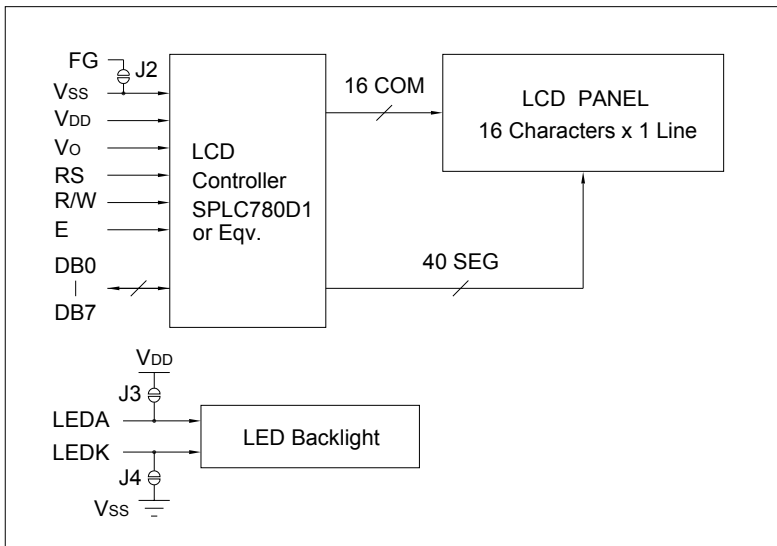 FG
J2
VSS
VDD
VO
RS
R/W
E
DB0
DB7
LCD
Controller
SPLC780D1
or Eqv.
16 COM
40 SEG
LCD PANEL
16 Characters x 1 Line
VDD
J3
LEDA
LEDK
J4
VSS
LED Backlight